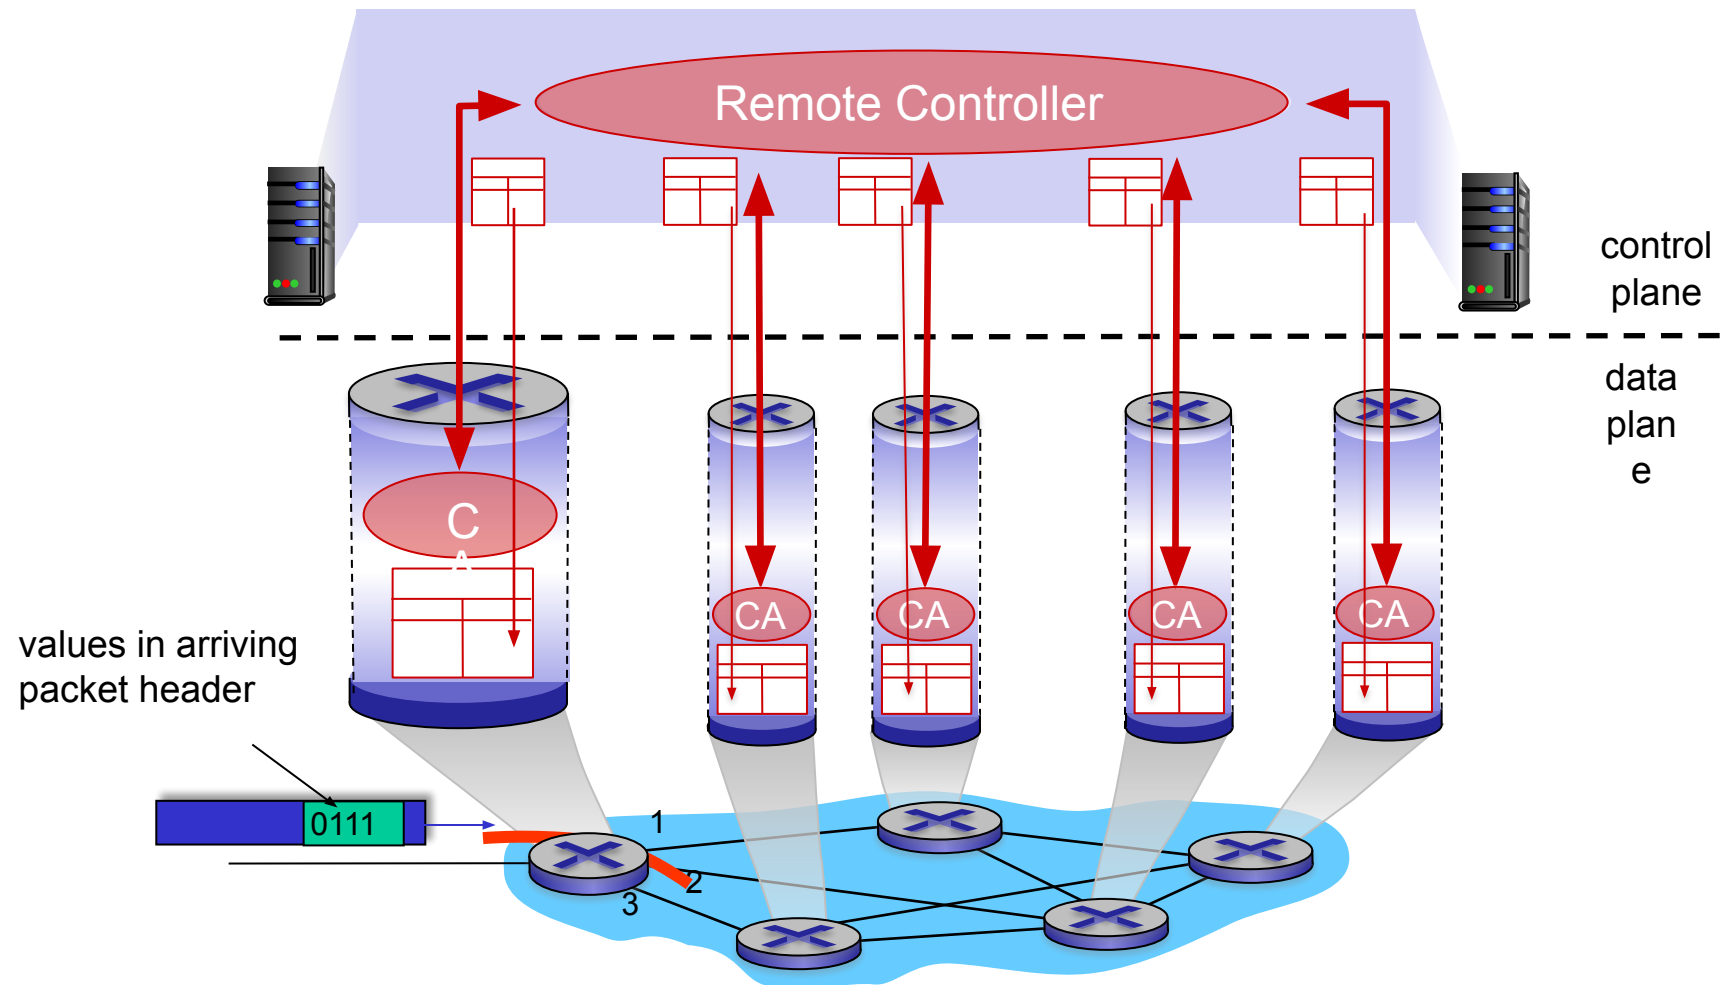 Remote Controller
control
plane
data
plan
e
C
A
CA
CA
CA
CA
values in arriving
packet header
0111
1
2
3